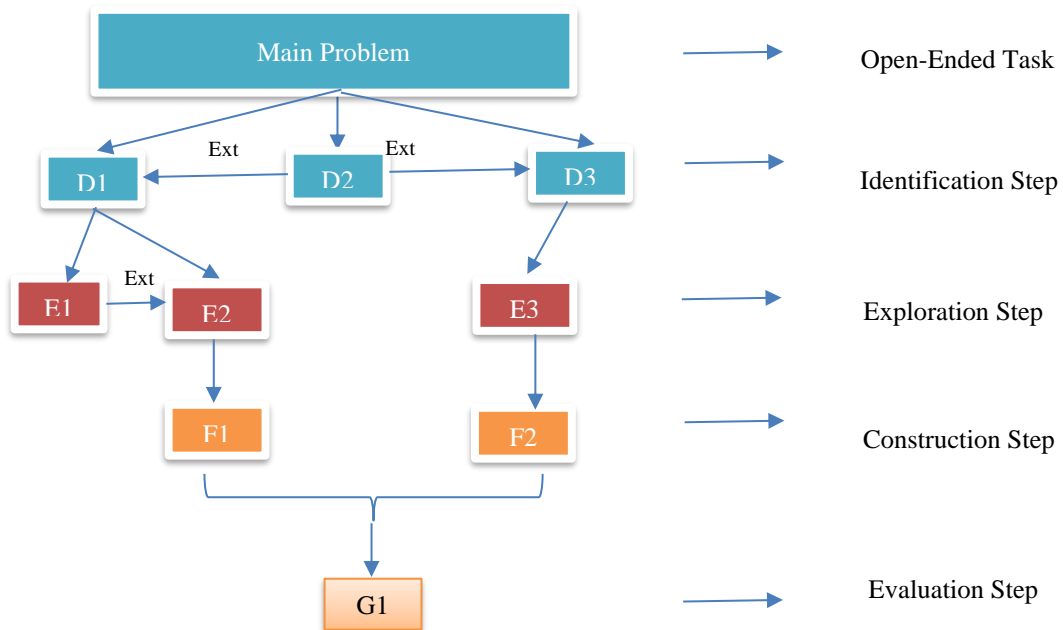 Main Problem
Open-Ended Task
Ext
Ext
D1
D2
D3
Identification Step
Ext
E1
E2
E3
Exploration Step
F1
F2
Construction Step
G1
Evaluation Step